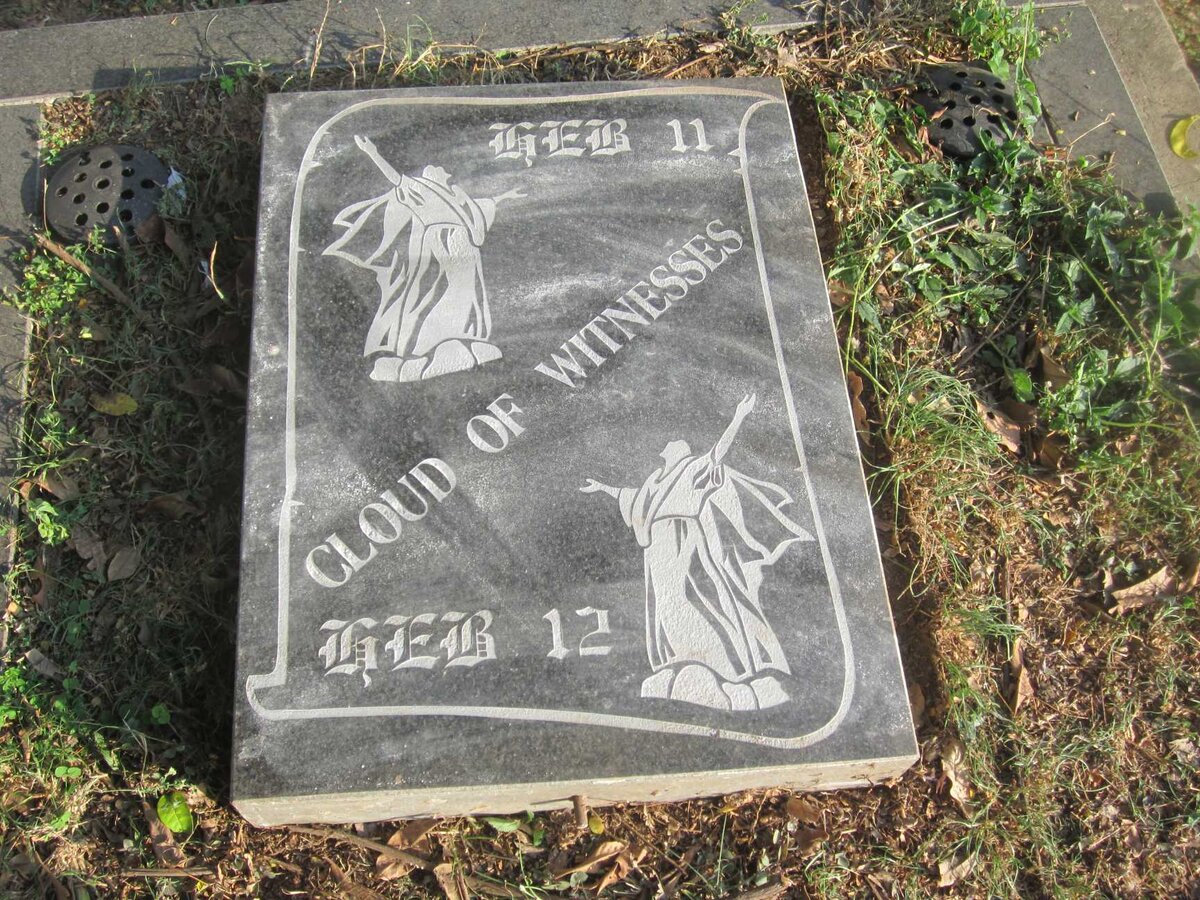 HEB 11
CLOUD OF WITNESSES
HEB 12